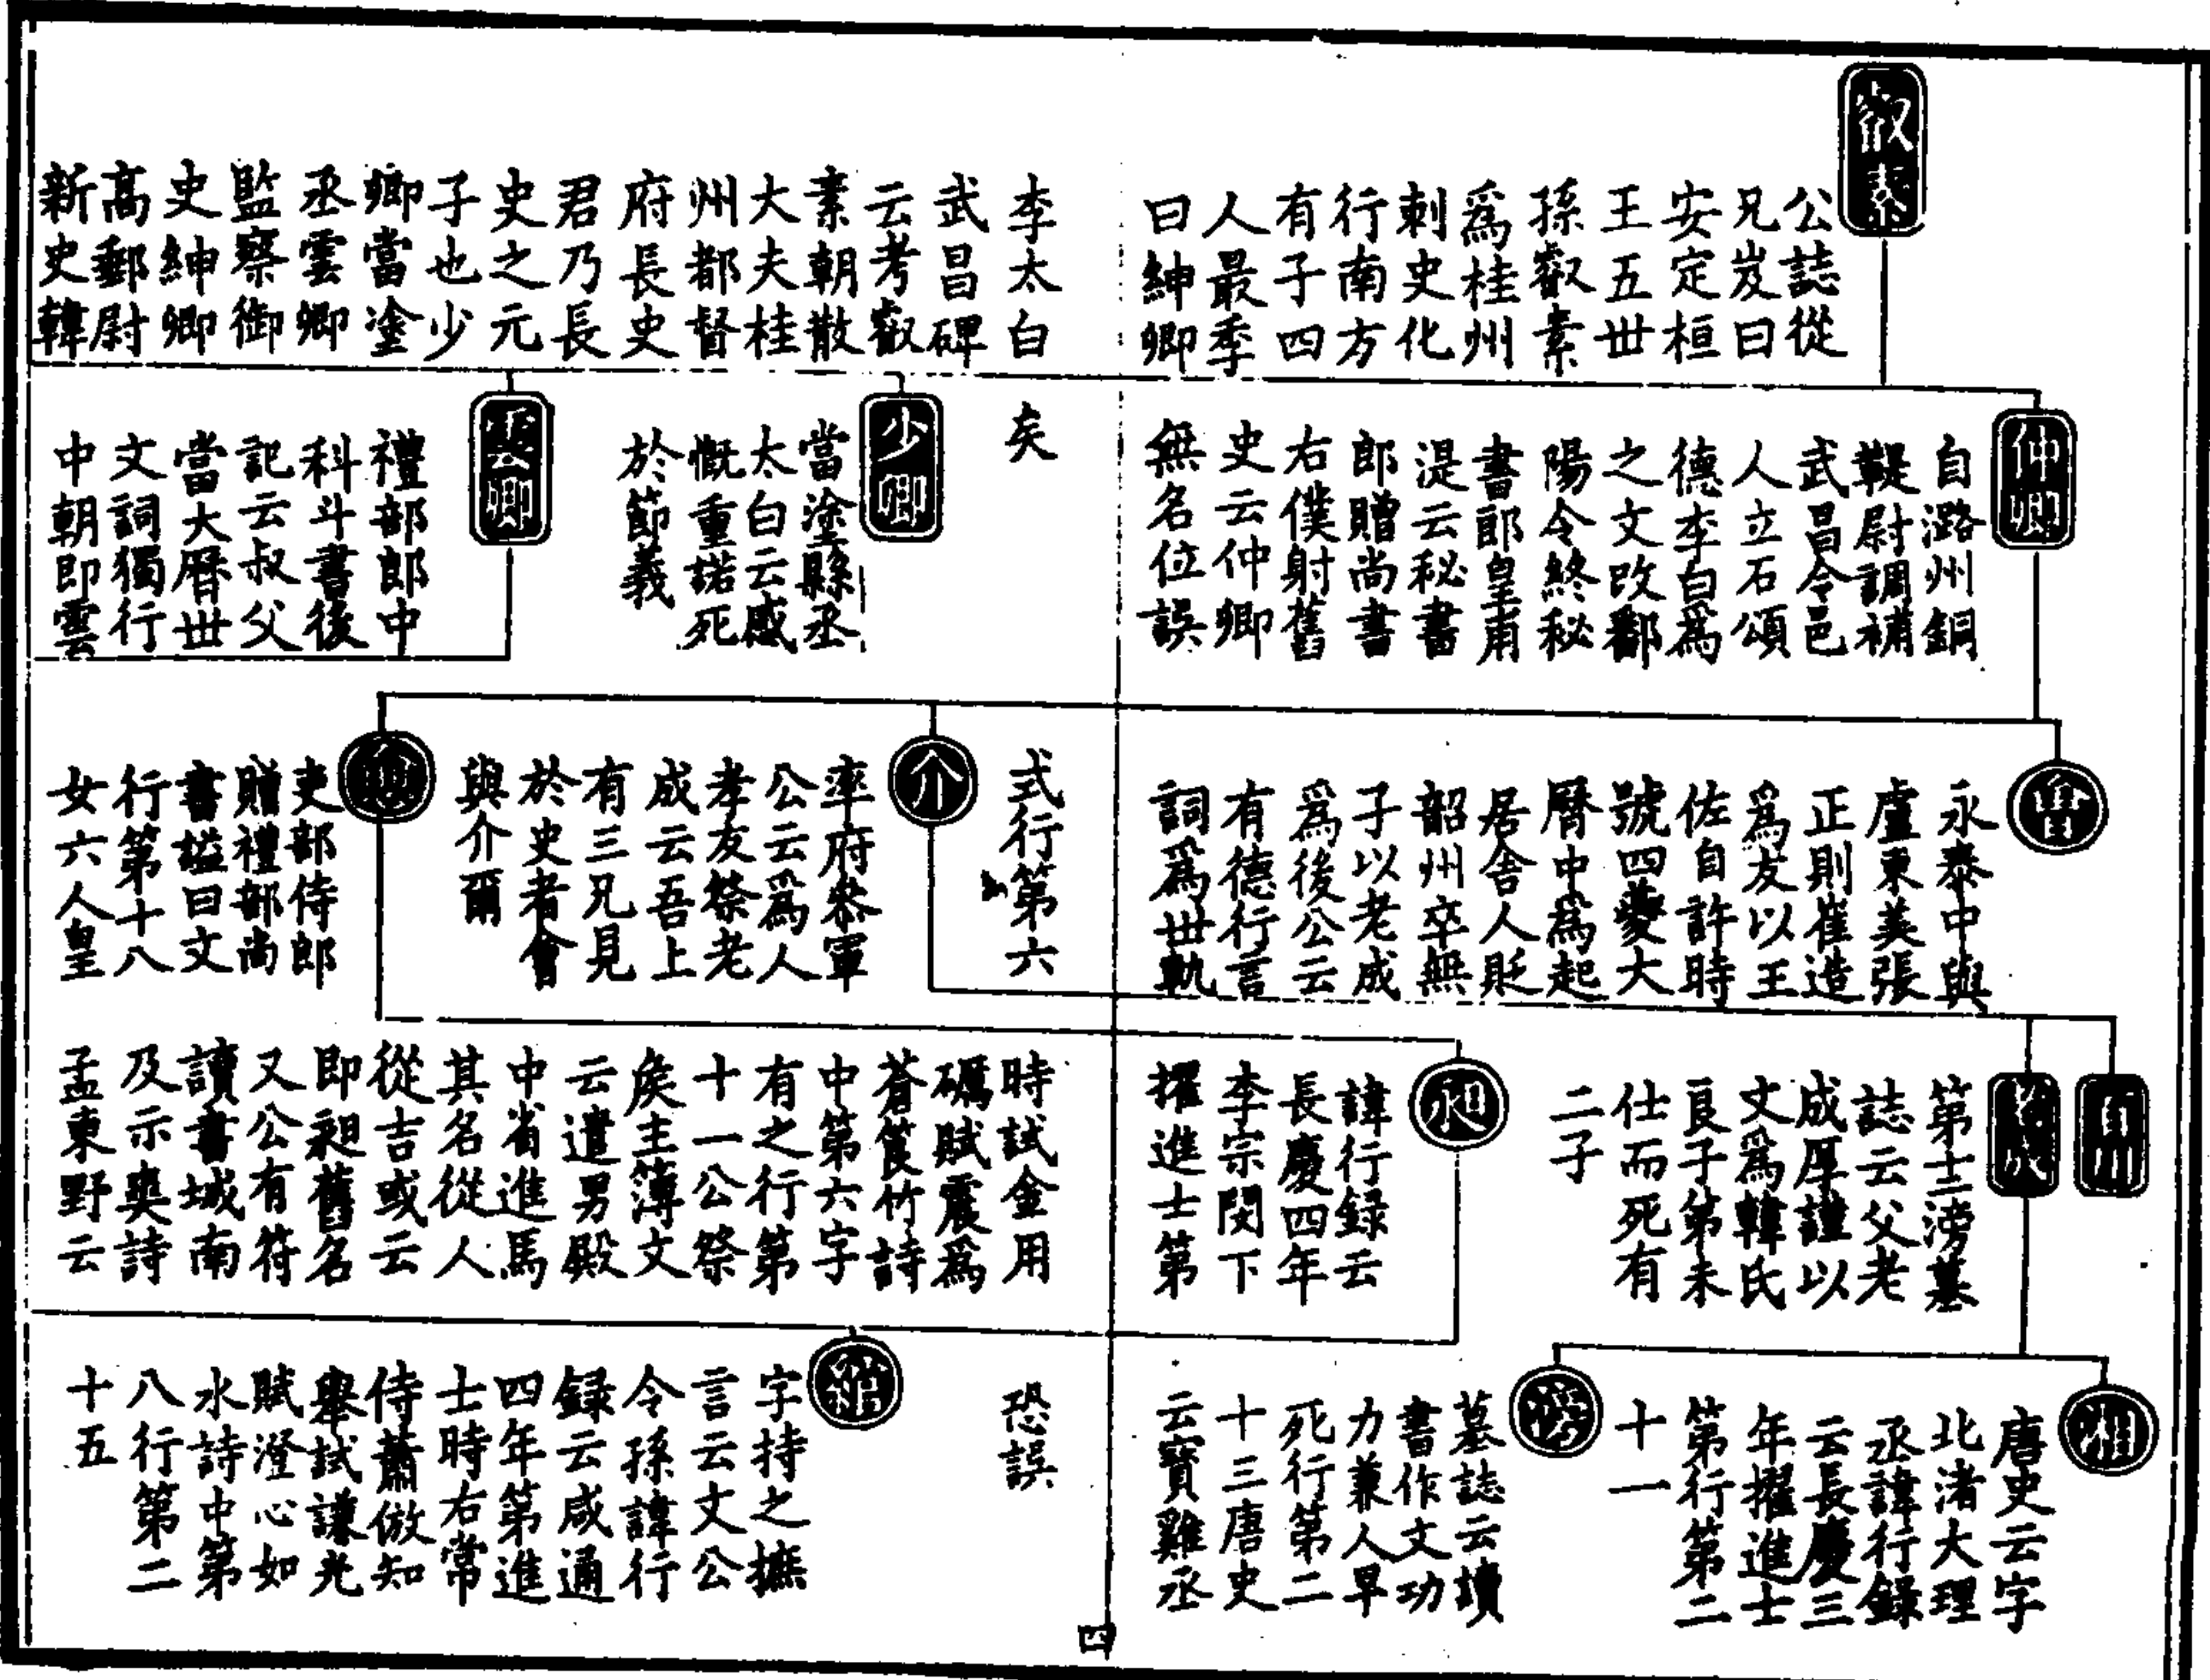 叡素
公誌從
兄岌曰
安定桓
王五世
孫叡素
爲桂州
刺史化
行南方
有子四
人最季
曰紳卿
李太白
武昌碑
云考叡
素朝散
大夫桂
州都督
府長史
君乃長
史之元
子也少
卿當塗
丞雲卿
監察御
史紳卿
高郵尉
新史韓
仲卿
自潞州銅
鞮尉調補
武昌令邑
人立石頌
德李白爲
之文改鄱
陽令終秘
書郎皇甫
湜云秘書
郎贈尚書
右僕射舊
史云仲卿
無名位誤
矣
少卿
當塗縣丞
太白云感
慨重諾死
於節義
雲卿
禮部郎中
科斗書後
記云叔父
當大曆世
文詞獨行
中朝即雲
會
永泰中與
盧東美張
正則崔造
爲友以王
佐自許時
號四夔大
曆中爲起
居舍人貶
韶州卒無
子以老成
爲後公云
有德行言
詞爲世軌
式行第六
介
率府叅軍
公云爲人
孝友祭老
成云吾上
有三兄見
於史者會
與介爾
愈
吏部侍郎
贈禮部尚
書謚曰文
行第十八
女六人皇
百川
老成
第十二滂墓
誌云父老
成厚謹以
文爲韓氏
良子弟未
仕而死有
二子
昶
諱行録云
長慶四年
李宗閔下
擢進士第
時試金用
礪賦震爲
蒼筤竹詩
中第六字
有之行第
十一公祭
矦主簿文
云遣男殿
中省進馬
其名從人
從吉或云
即昶舊名
又公有符
讀書城南
及示爽詩
孟東野云
湘
唐史云字
北渚大理
丞諱行録
云長慶三
年擢進士
第行第二
十一
滂
墓誌云讀
書作文功
力兼人早
死行第二
十三唐史
云寶雞丞
恐誤
綰
字持之摭
言云文公
令孫諱行
録云咸通
四年第進
士時右常
侍蕭倣知
舉試謙光
賦澄心如
水詩中第
八行第二
十五
四